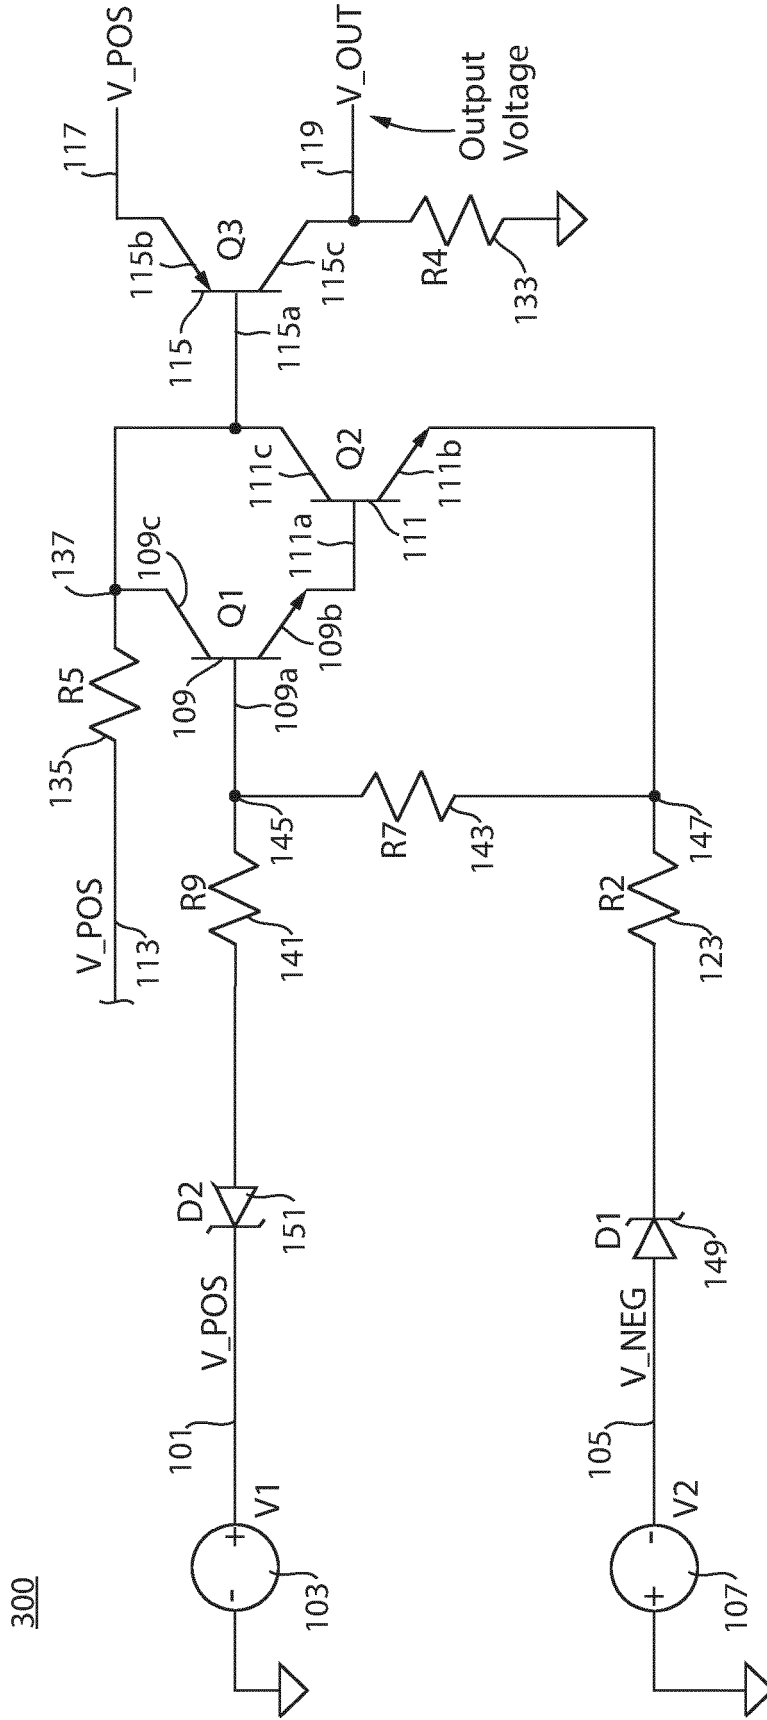 300
V_POS
117
V_OUT
119
Output
Voltage
115b
Q3
115
115c
115a
R4
133
137
109c
R5
135
Q1
109
109b
109a
111c
Q2
111a
111
111b
V_POS
113
R9
141
145
R7
143
R2
123
147
D2
151
V_POS
101
V1
+
-
103
D1
149
V_NEG
105
V2
-
+
107